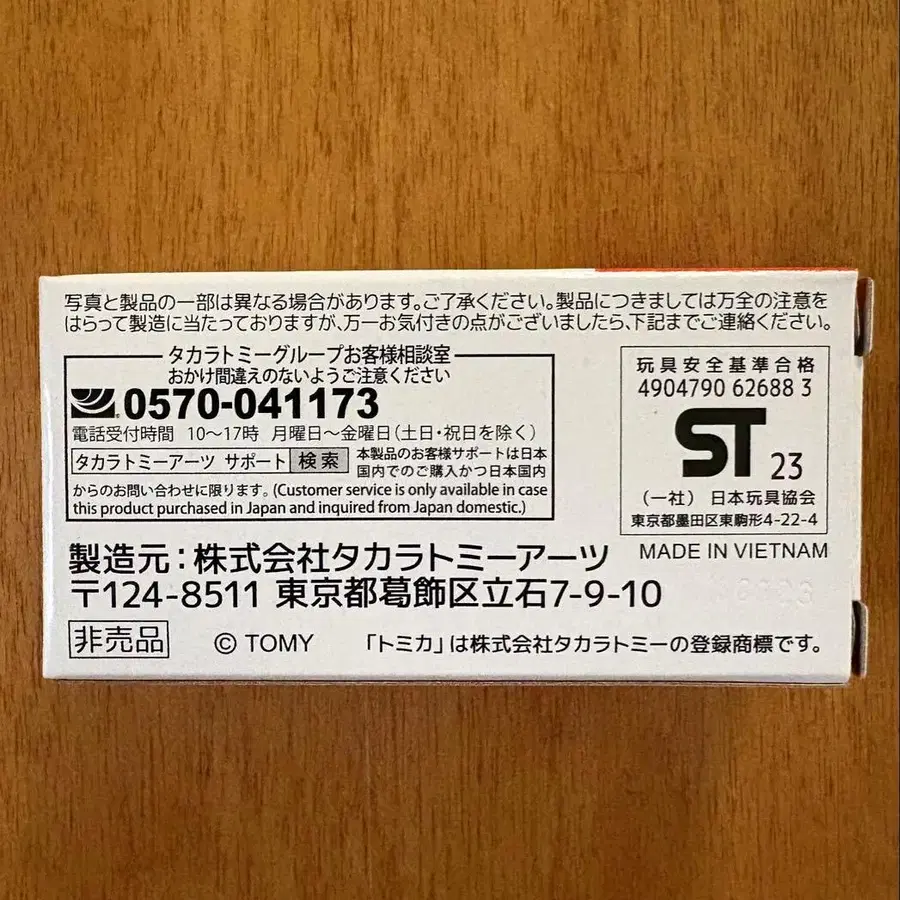 写真と製品の一部は異なる場合があります。ご了承ください。製品につきましては万全の注意を
はらって製造に当たっておりますが、万一お気付きの点がございましたら、下記までご連絡ください。
タカラトミーグループお客様相談室
おかけ間違えのないようご注意ください
0570-041173
電話受付時間 10〜17時 月曜日〜金曜日(土日・祝日を除く)
タカラトミーアーツ サポート 検索 本製品のお客様サポートは日本
国内でのご購入かつ日本国内
からのお問い合わせに限ります。(Customer service is only available in case
this product purchased in Japan and inquired from Japan domestic.)
玩具安全基準合格
4904790 62688 3
ST 23
(一社) 日本玩具協会
東京都墨田区東駒形4-22-4
MADE IN VIETNAM
製造元:株式会社タカラトミーアーツ
〒124-8511 東京都葛飾区立石7-9-10
非売品 © TOMY 「トミカ」は株式会社タカラトミーの登録商標です。